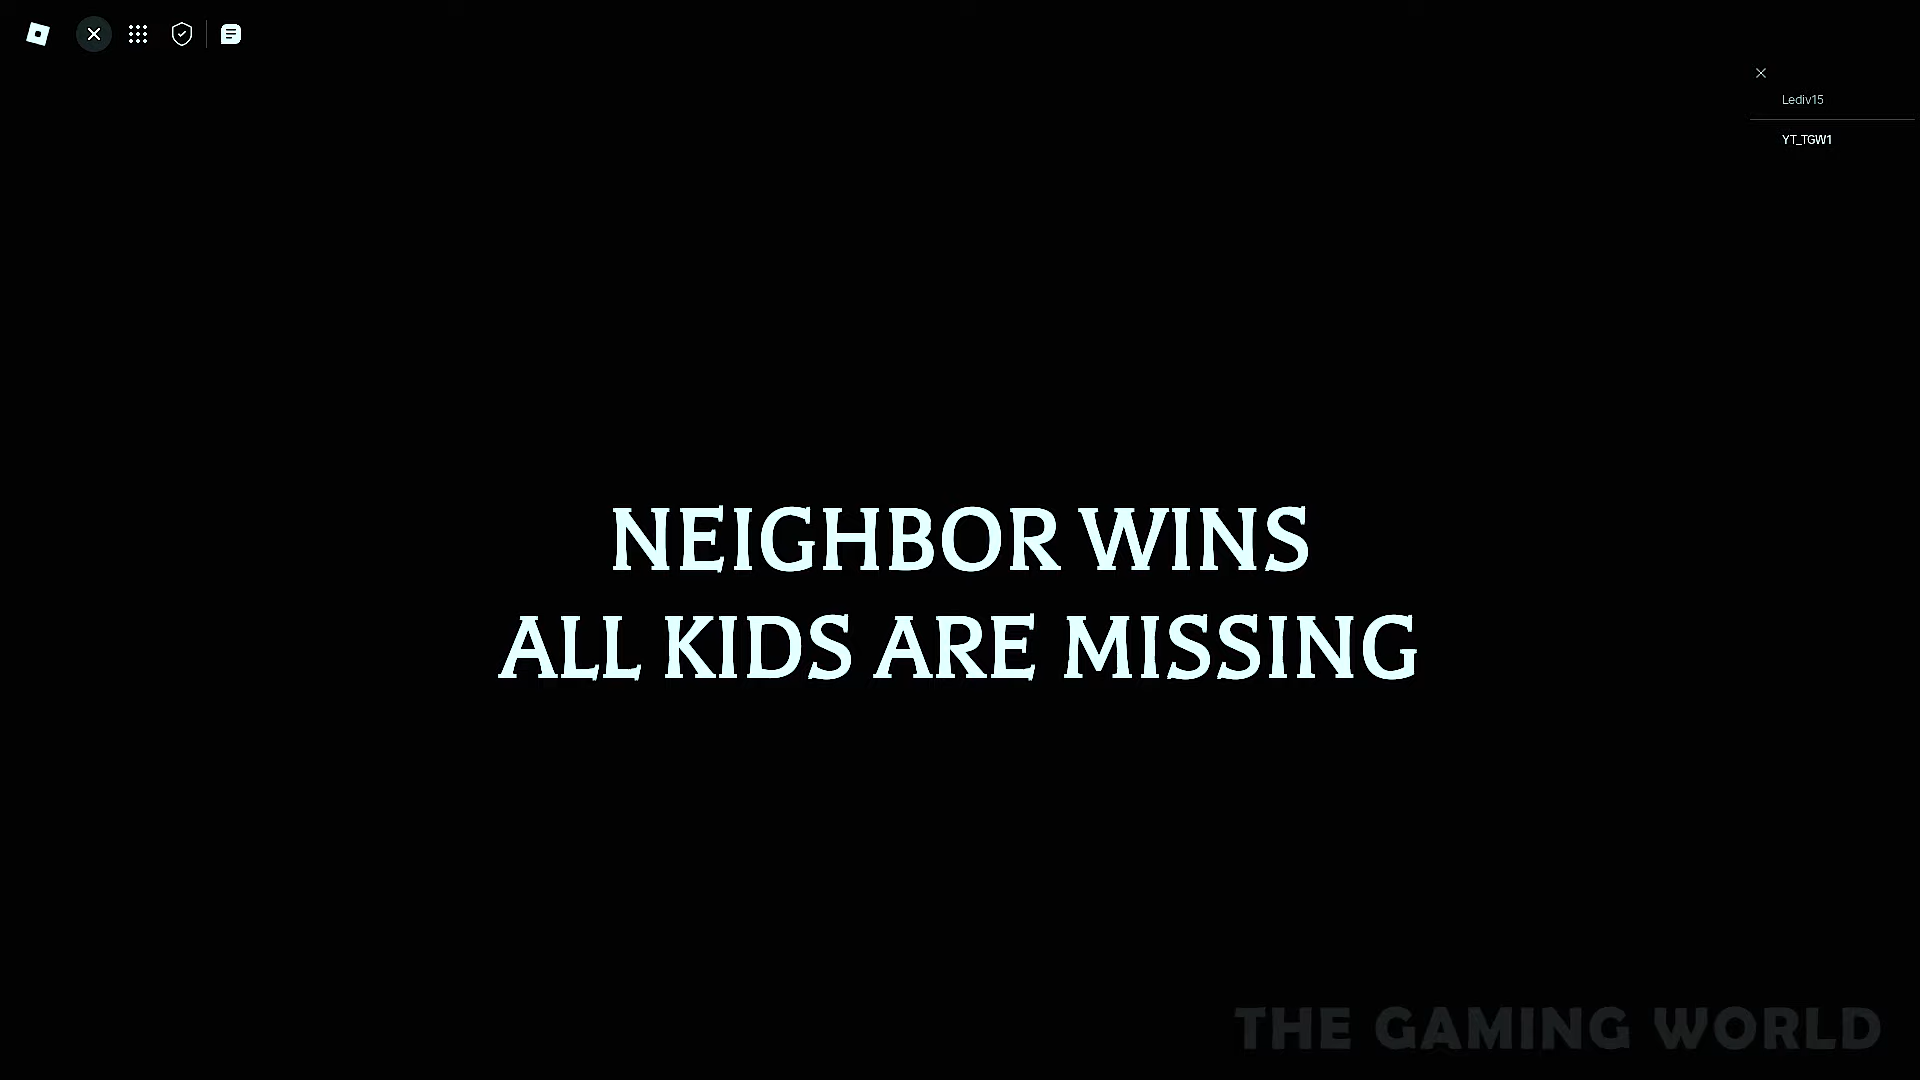 Lediv15
YT_TGW1
NEIGHBOR WINS
ALL KIDS ARE MISSING
THE GAMING WORLD